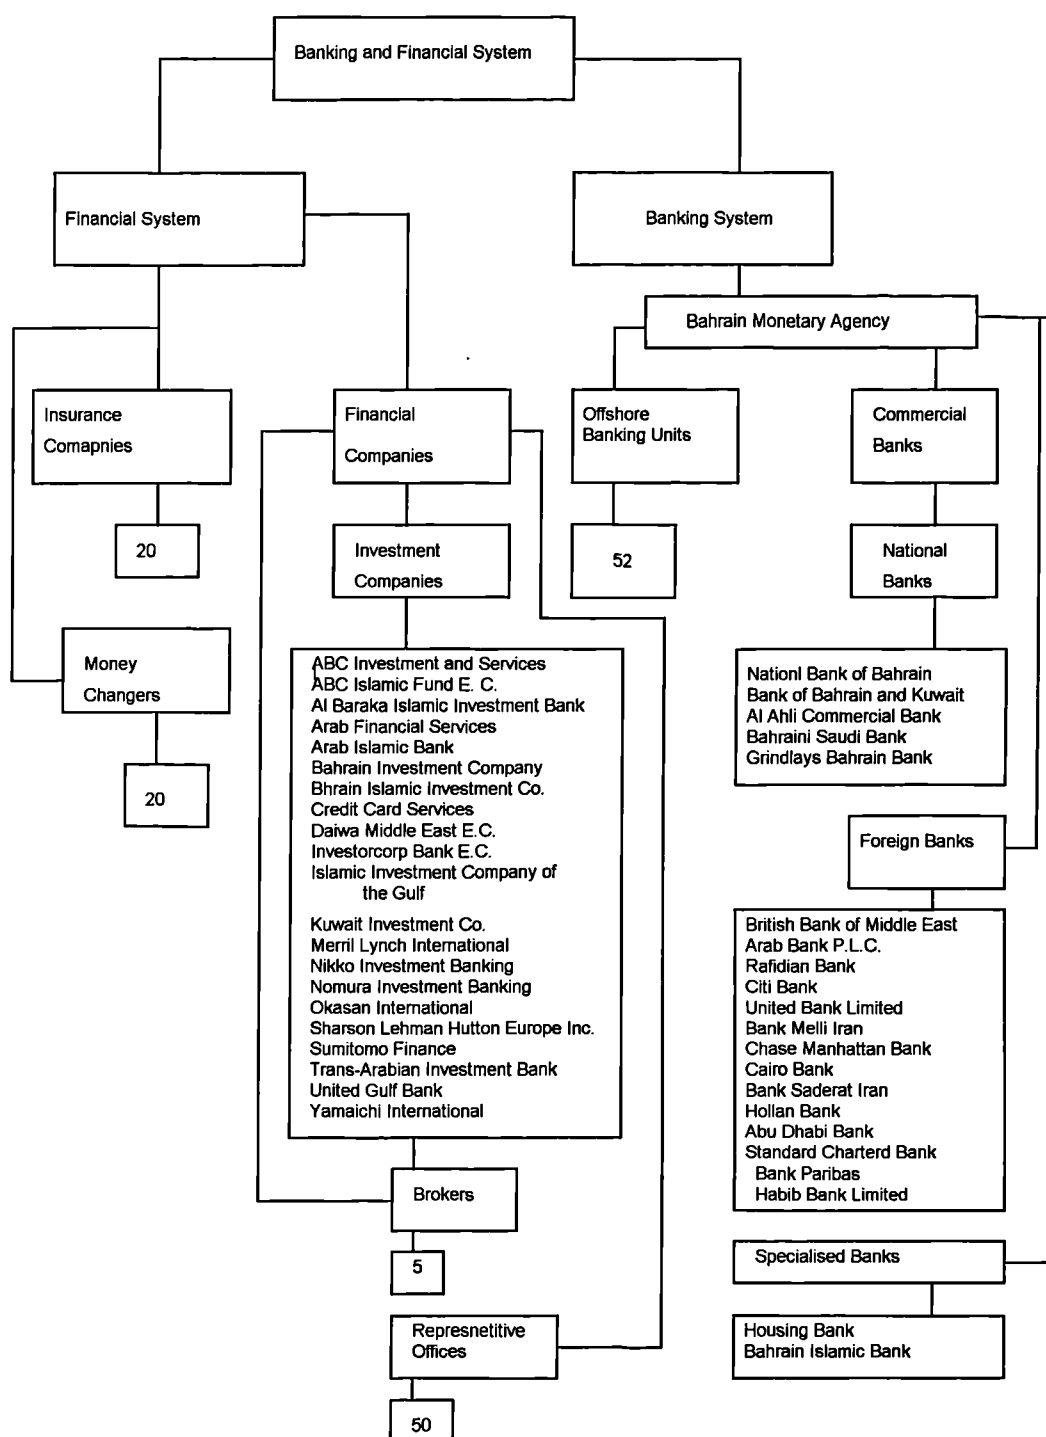 Banking and Financial System
Financial System
Banking System
Bahrain Monetary Agency
Insurance
Comapnies
20
Money
Changers
20
Financial
Companies
Investment
Companies
ABC Investment and Services
ABC Islamic Fund E. C.
Al Baraka Islamic Investment Bank
Arab Financial Services
Arab Islamic Bank
Bahrain Investment Company
Bhrain Islamic Investment Co.
Credit Card Services
Daiwa Middle East E.C.
Investorcorp Bank E.C.
Islamic Investment Company of
the Gulf
Kuwait Investment Co.
Merril Lynch International
Nikko Investment Banking
Nomura Investment Banking
Okasan International
Sharson Lehman Hutton Europe Inc.
Sumitomo Finance
Trans-Arabian Investment Bank
United Gulf Bank
Yamaichi International
Brokers
5
Represnetitive
Offices
50
Offshore
Banking Units
52
Commercial
Banks
National
Banks
Nationl Bank of Bahrain
Bank of Bahrain and Kuwait
Al Ahli Commercial Bank
Bahraini Saudi Bank
Grindlays Bahrain Bank
Foreign Banks
British Bank of Middle East
Arab Bank P.L.C.
Rafidian Bank
Citi Bank
United Bank Limited
Bank Melli Iran
Chase Manhattan Bank
Cairo Bank
Bank Saderat Iran
Hollan Bank
Abu Dhabi Bank
Standard Charterd Bank
Bank Paribas
Habib Bank Limited
Specialised Banks
Housing Bank
Bahrain Islamic Bank